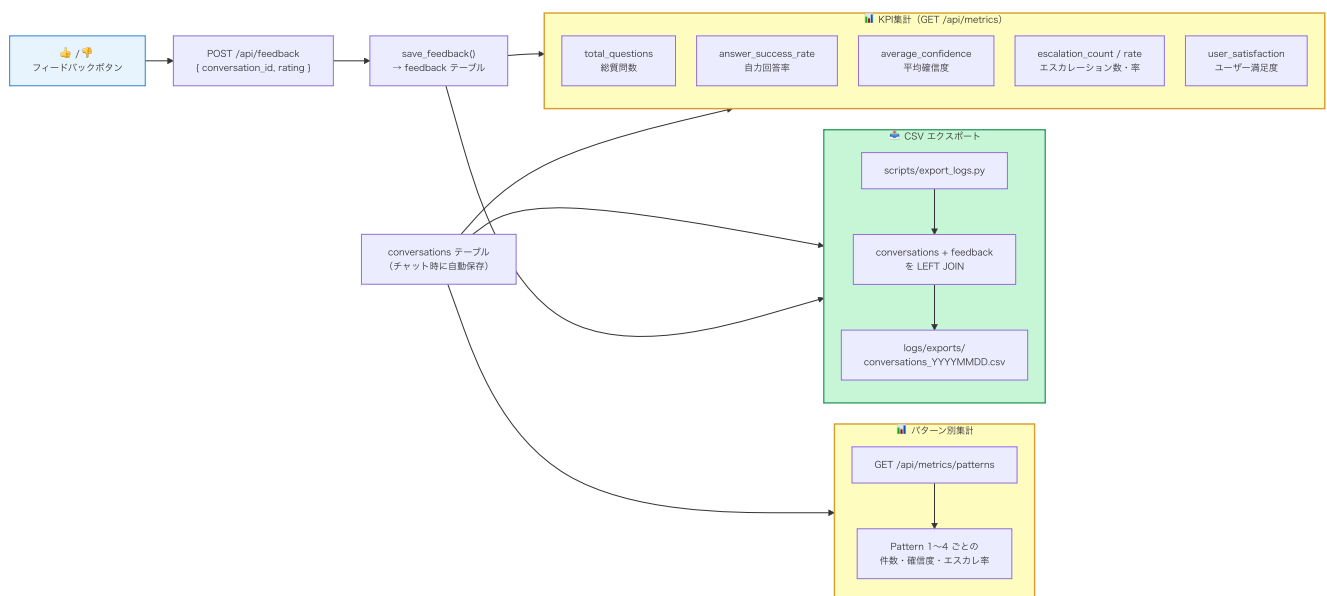 👍 / 👎
フィードバックボタン
POST /api/feedback
{ conversation_id, rating }
save_feedback()
→ feedback テーブル
📊 KPI集計（GET /api/metrics）
total_questions
総質問数
answer_success_rate
自力回答率
average_confidence
平均確信度
escalation_count / rate
エスカレーション数・率
user_satisfaction
ユーザー満足度
conversations テーブル
（チャット時に自動保存）
📤 CSV エクスポート
scripts/export_logs.py
conversations + feedback
を LEFT JOIN
logs/exports/
conversations_YYYYMMDD.csv
📊 パターン別集計
GET /api/metrics/patterns
Pattern 1〜4 ごとの
件数・確信度・エスカレ率